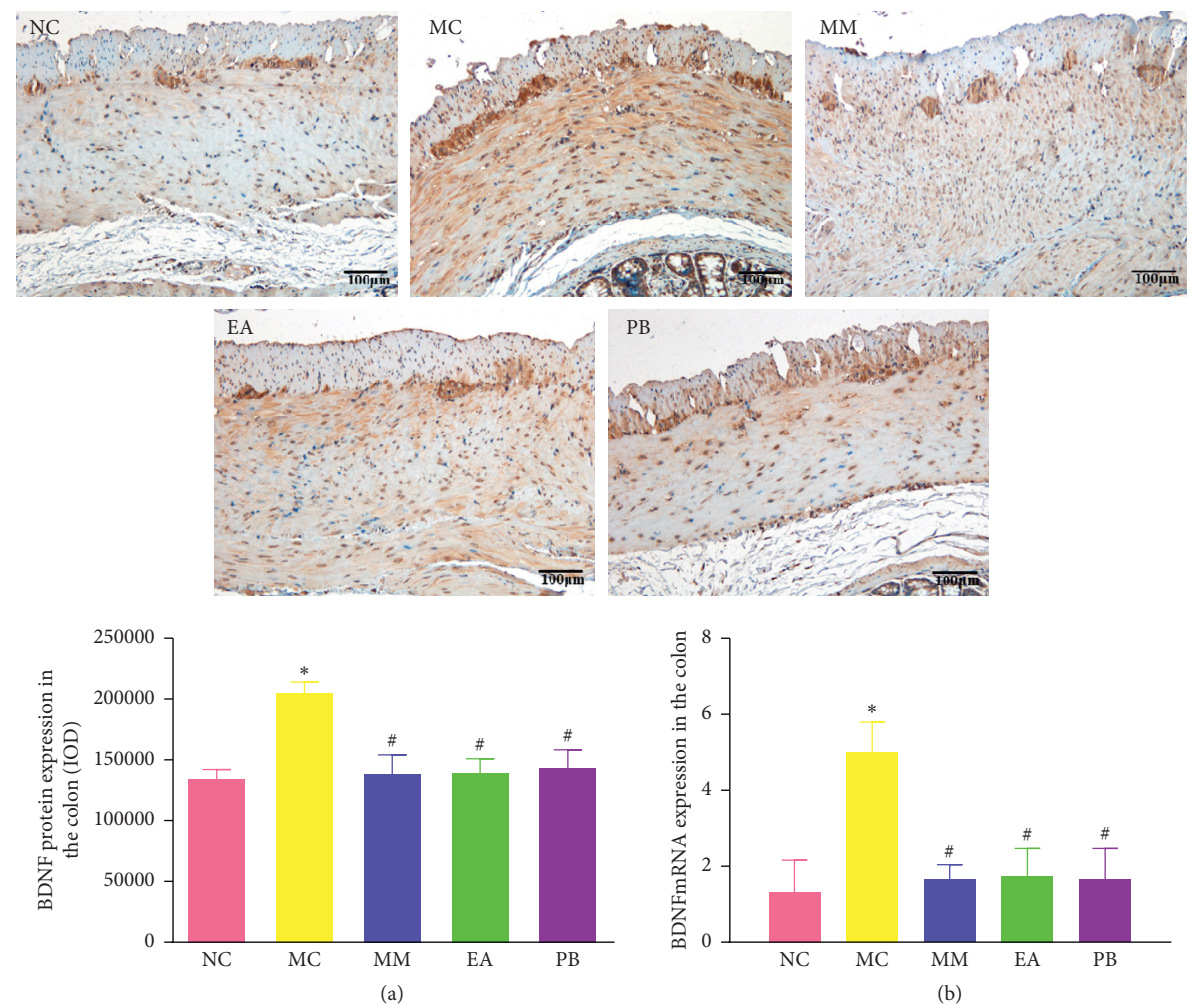 NC
MC
MM
100µm
100µm
100µm
EA
PB
100µm
100µm
BDNF protein expression in
the colon (IOD)
250000
200000
150000
100000
50000
0
*
#
#
#
NC
MC
MM
EA
PB
(a)
BDNFmRNA expression in the colon
8
6
4
2
0
*
#
#
#
NC
MC
MM
EA
PB
(b)